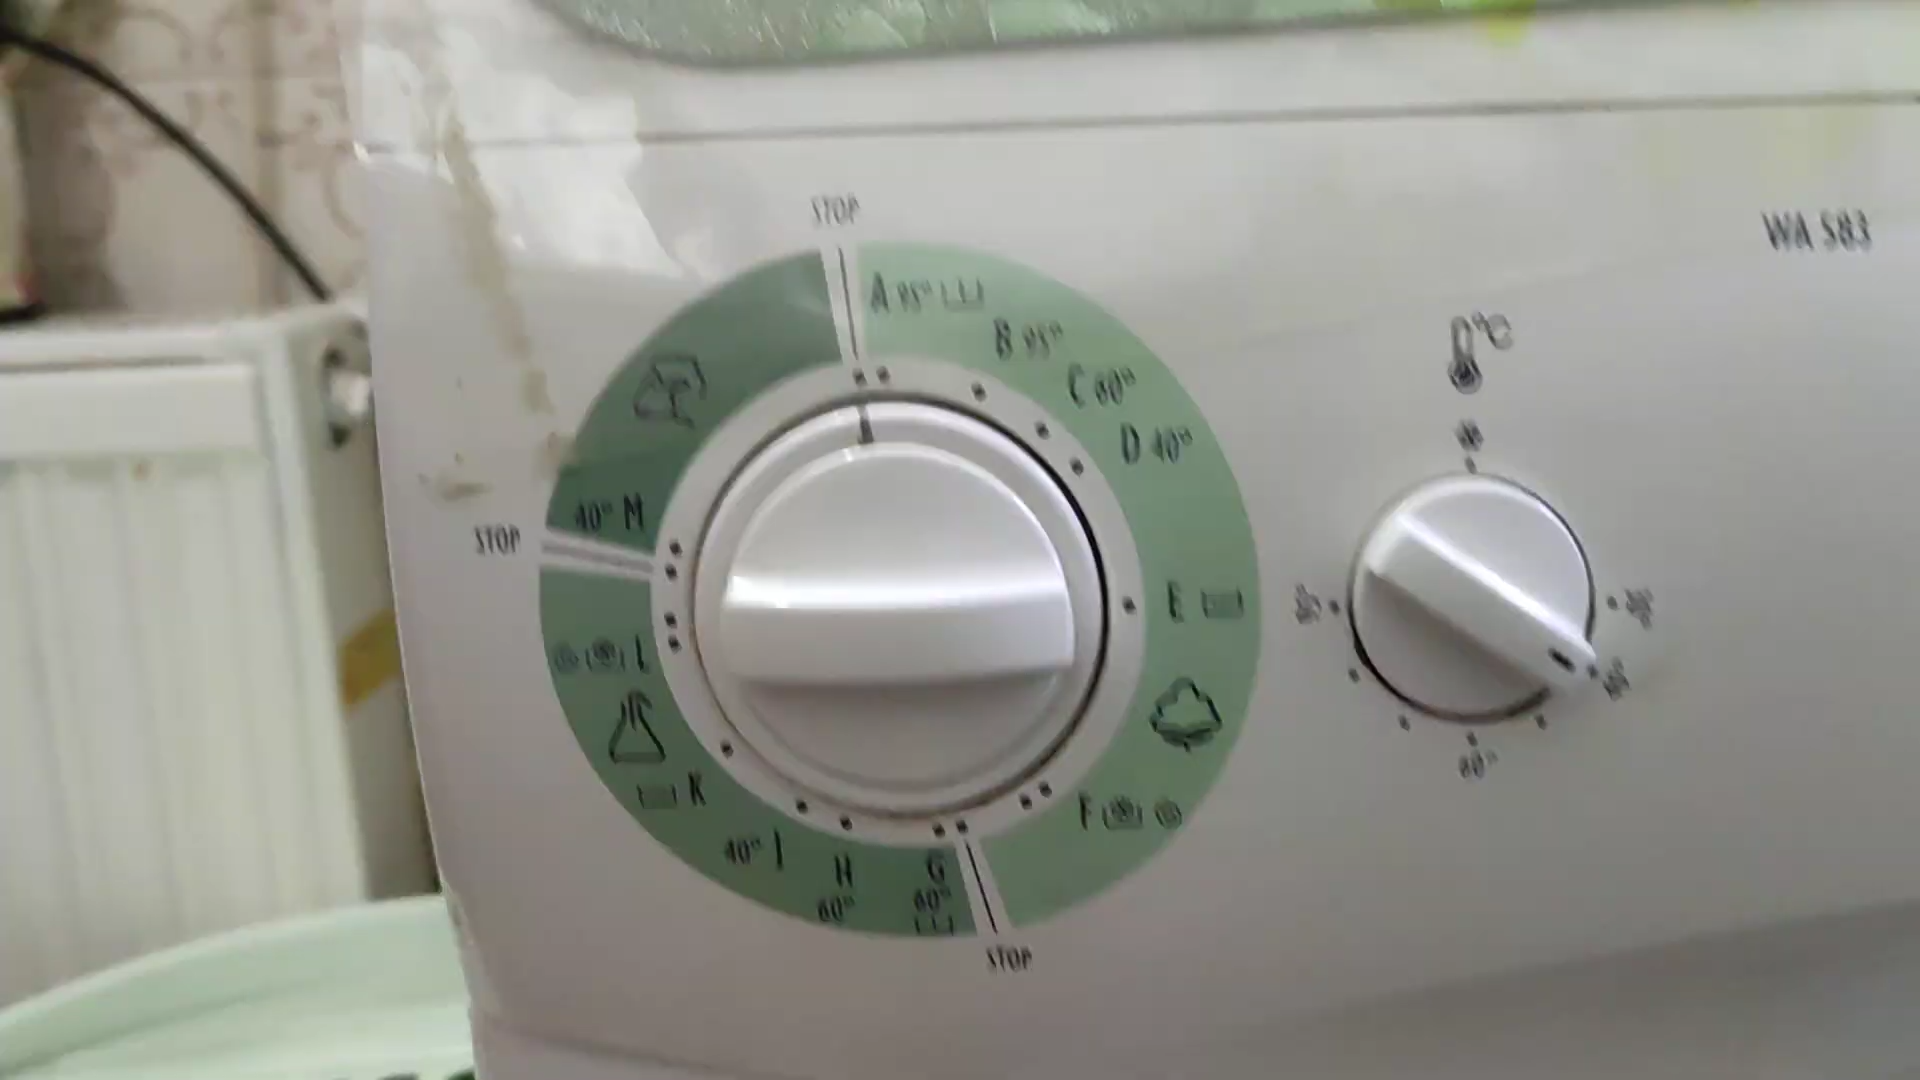 STOP
WA 583
A 95°
B 95°
C 60°
D 40°
°C
40° M
STOP
E
L
K
F
60°
40° I
H
60°
G
60°
STOP